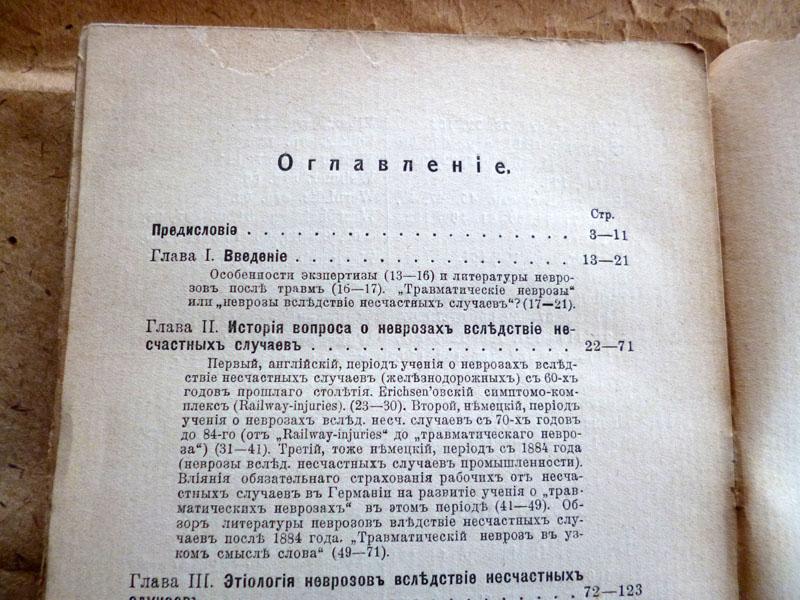 Оглавленіе.
Стр.
Предисловіе . . . . . . . . . . . . . . . . . . . . . 3—11
Глава I. Введеніе . . . . . . . . . . . . . . . . . . 13—21
Особенности экзпертизы (13—16) и литературы невро-
зовъ послѣ травмъ (16—17). „Травматическіе неврозы“
или „неврозы вслѣдствіе несчастныхъ случаевъ“? (17—21).
Глава II. Исторія вопроса о неврозахъ вслѣдствіе не-
счастныхъ случаевъ . . . . . . . . . . . . . . . . 22—71
Первый, англійскій, періодъ ученія о неврозахъ вслѣд-
ствіе несчастныхъ случаевъ (желѣзнодорожныхъ) съ 60-хъ
годовъ прошлаго столѣтія. Erichsen’овскій симптомо-ком-
плексъ (Railway-injuries). (23—30). Второй, нѣмецкій, періодъ
ученія о неврозахъ вслѣд. несч. случаевъ съ 70-хъ годовъ
до 84-го (отъ „Railway-injuries“ до „травматическаго невро-
за“) (31—41). Третій, тоже нѣмецкій, періодъ съ 1884 года
(неврозы вслѣд. несчастныхъ случаевъ промышленности).
Вліянія обязательнаго страхованія рабочихъ отъ несча-
стныхъ случаевъ въ Германіи на развитіе ученія о „трав-
матическихъ неврозахъ“ въ этомъ періодѣ (41—49). Об-
зоръ литературы неврозовъ влѣдствіе несчастныхъ слу-
чаевъ послѣ 1884 года. „Травматическій неврозъ въ уз-
комъ смыслѣ слова“ (49—71).
Глава III. Этіологія неврозовъ вслѣдствіе несчастныхъ
случаевъ . . . . . . . . . . . . . . . . . . . . 72—123